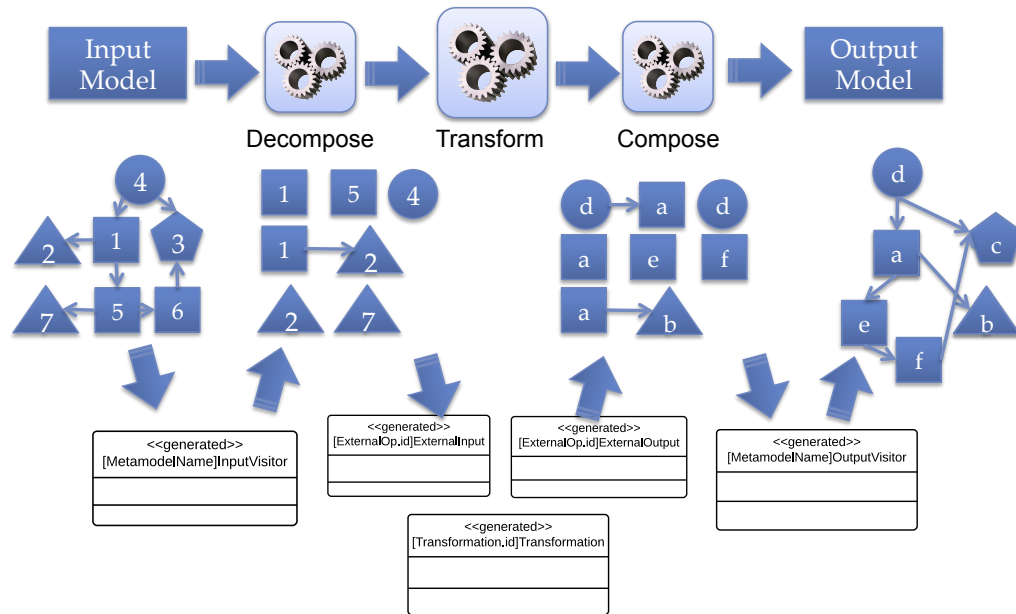 Input
Model
Output
Model
Decompose
Transform
Compose
4
2
1
3
7
5
6
1
5
4
1
2
2
7
d
a
d
a
e
f
a
b
d
a
c
e
b
f
<<generated>>
[MetamodelName]InputVisitor
<<generated>>
[ExternalOp.id]ExternalInput
<<generated>>
[ExternalOp.id]ExternalOutput
<<generated>>
[MetamodelName]OutputVisitor
<<generated>>
[Transformation.id]Transformation